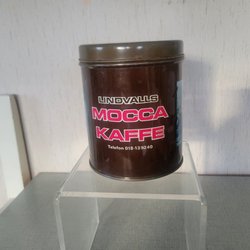 LINDVALLS
MOCCA
KAFFE
Telefon 018-13 92 40